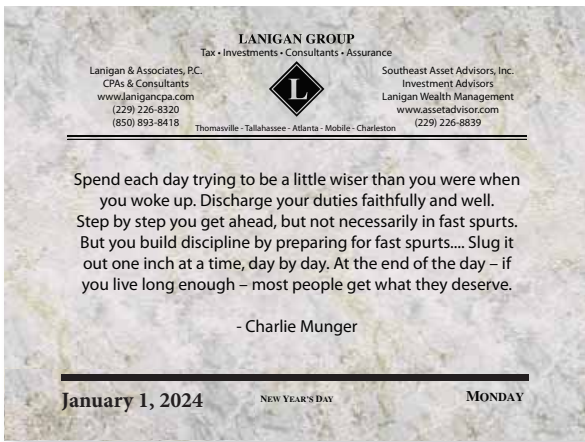 LANIGAN GROUP
Tax • Investments • Consultants • Assurance
Lanigan & Associates, P.C.
CPAs & Consultants
www.lanigancpa.com
(229) 226-8320
(850) 893-8418
L
Southeast Asset Advisors, Inc.
Investment Advisors
Lanigan Wealth Management
www.assetadvisor.com
(229) 226-8839
Thomasville - Tallahassee - Atlanta - Mobile - Charleston
Spend each day trying to be a little wiser than you were when
you woke up. Discharge your duties faithfully and well.
Step by step you get ahead, but not necessarily in fast spurts.
But you build discipline by preparing for fast spurts.... Slug it
out one inch at a time, day by day. At the end of the day – if
you live long enough – most people get what they deserve.
- Charlie Munger
January 1, 2024
NEW YEAR'S DAY
MONDAY